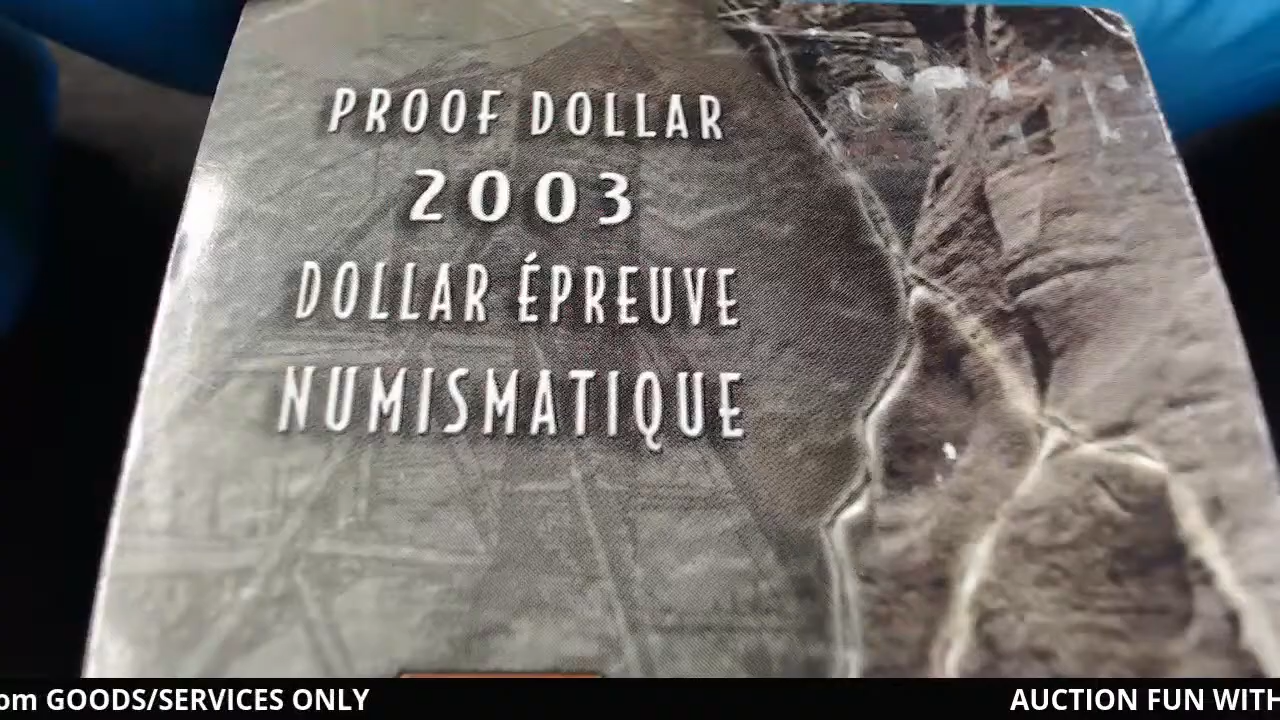 PROOF DOLLAR
2003
DOLLAR ÉPREUVE
NUMISMATIQUE
om GOODS/SERVICES ONLY
AUCTION FUN WITH